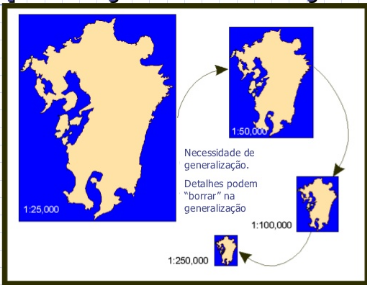 1:25,000
1:50,000
Necessidade de
generalização.
Detalhes podem
“borrar” na
generalização
1:100,000
1:250,000